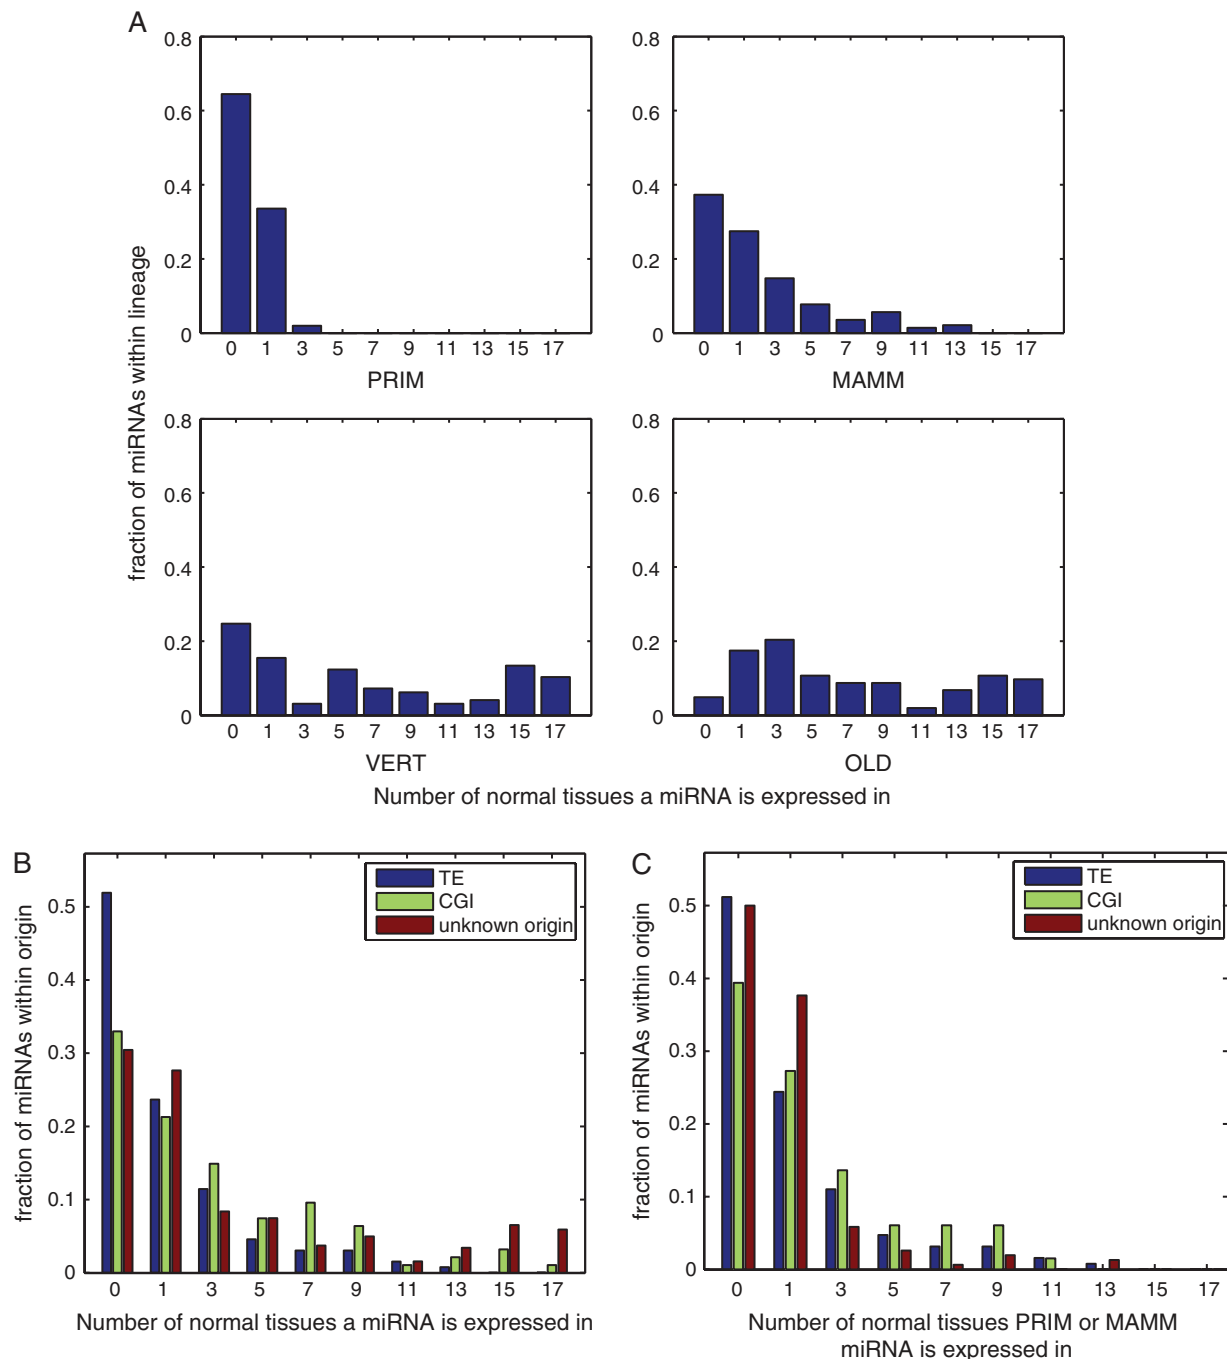 A
fraction of miRNAs within lineage
0.8
0.6
0.4
0.2
0
0 1 3 5 7 9 11 13 15 17
PRIM
0.8
0.6
0.4
0.2
0
0 1 3 5 7 9 11 13 15 17
MAMM
0.8
0.6
0.4
0.2
0
0 1 3 5 7 9 11 13 15 17
VERT
0.8
0.6
0.4
0.2
0
0 1 3 5 7 9 11 13 15 17
OLD
Number of normal tissues a miRNA is expressed in
B
fraction of miRNAs within origin
0.5
0.4
0.3
0.2
0.1
0
TE
CGI
unknown origin
0 1 3 5 7 9 11 13 15 17
Number of normal tissues a miRNA is expressed in
C
fraction of miRNAs within origin
0.5
0.4
0.3
0.2
0.1
0
TE
CGI
unknown origin
0 1 3 5 7 9 11 13 15 17
Number of normal tissues PRIM or MAMM
miRNA is expressed in